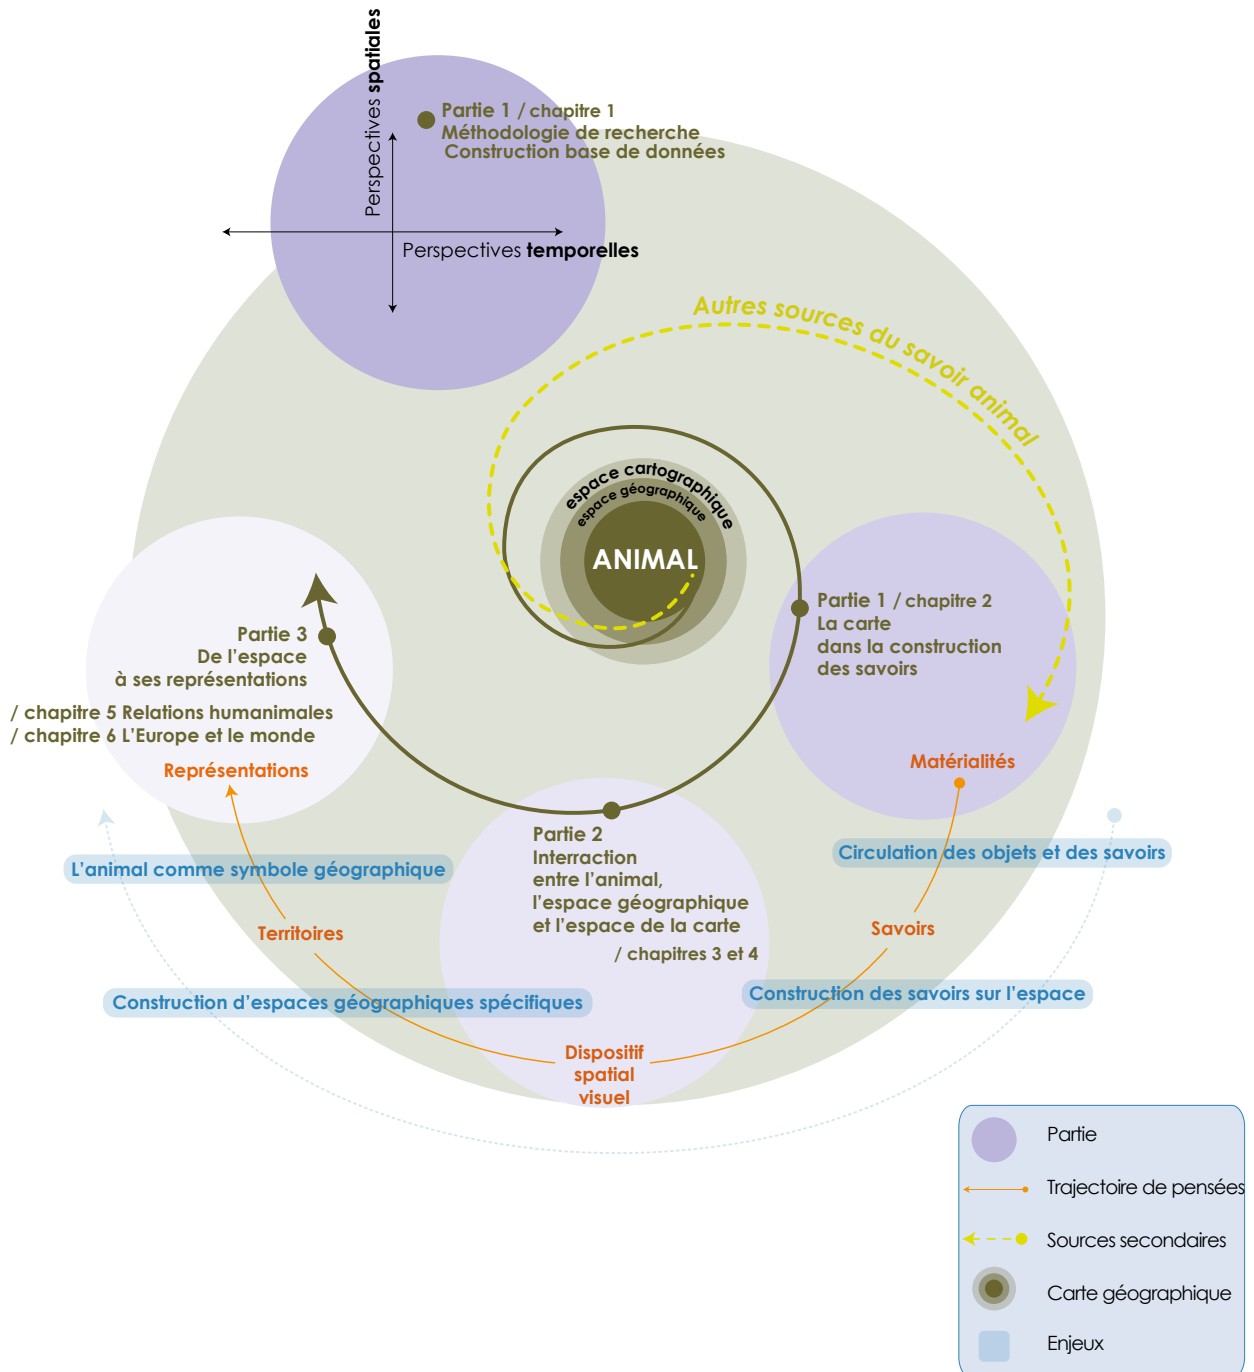 Perspectives spatiales
Partie 1 / chapitre 1
Méthodologie de recherche
Construction base de données
Perspectives temporelles
Autres sources du savoir animal
espace cartographique
espace géographique
ANIMAL
Partie 1 / chapitre 2
La carte
dans la construction
des savoirs
Partie 3
De l'espace
à ses représentations
/ chapitre 5 Relations humanimales
/ chapitre 6 L'Europe et le monde
Représentations
Matérialités
Partie 2
Interraction
entre l'animal,
l'espace géographique
et l'espace de la carte
/ chapitres 3 et 4
L'animal comme symbole géographique
Circulation des objets et des savoirs
Territoires
Savoirs
Construction d'espaces géographiques spécifiques
Construction des savoirs sur l'espace
Dispositif
spatial
visuel
Partie
Trajectoire de pensées
Sources secondaires
Carte géographique
Enjeux